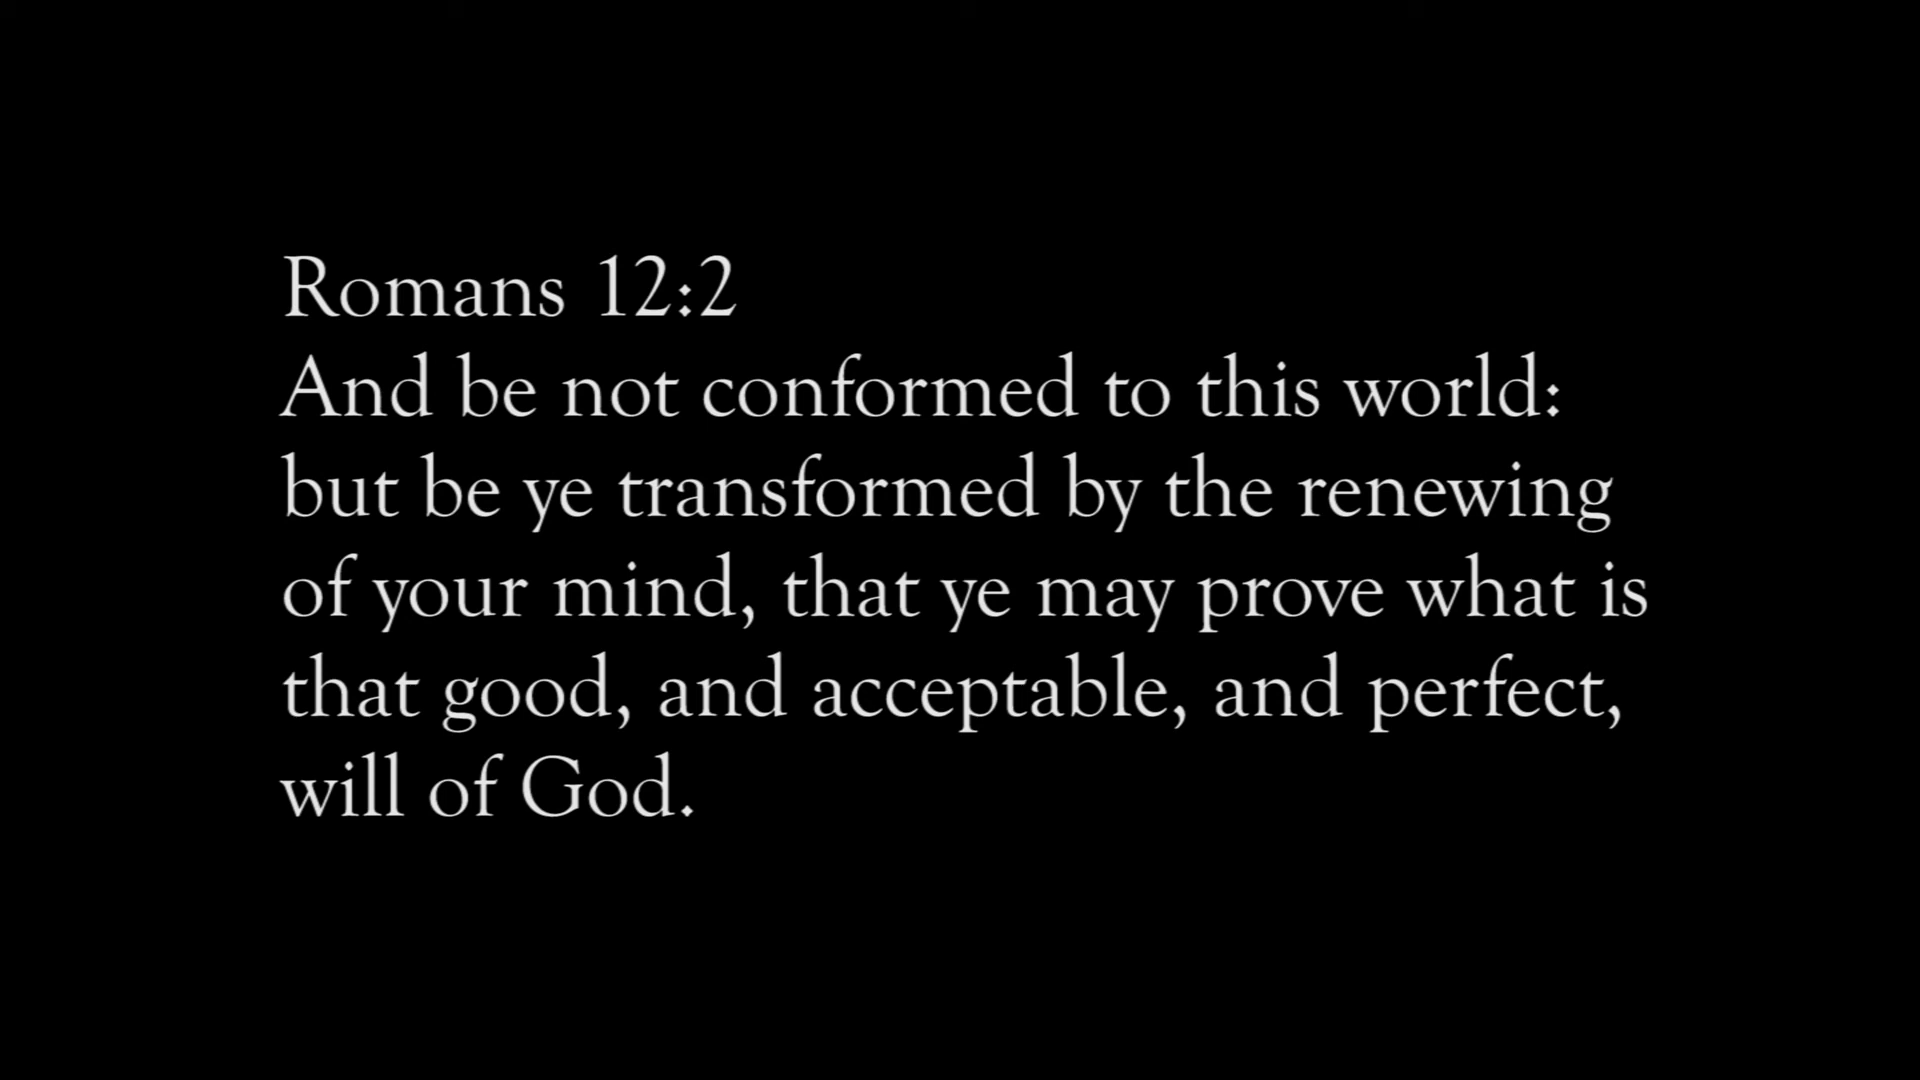 Romans 12:2
And be not conformed to this world:
but be ye transformed by the renewing
of your mind, that ye may prove what is
that good, and acceptable, and perfect,
will of God.